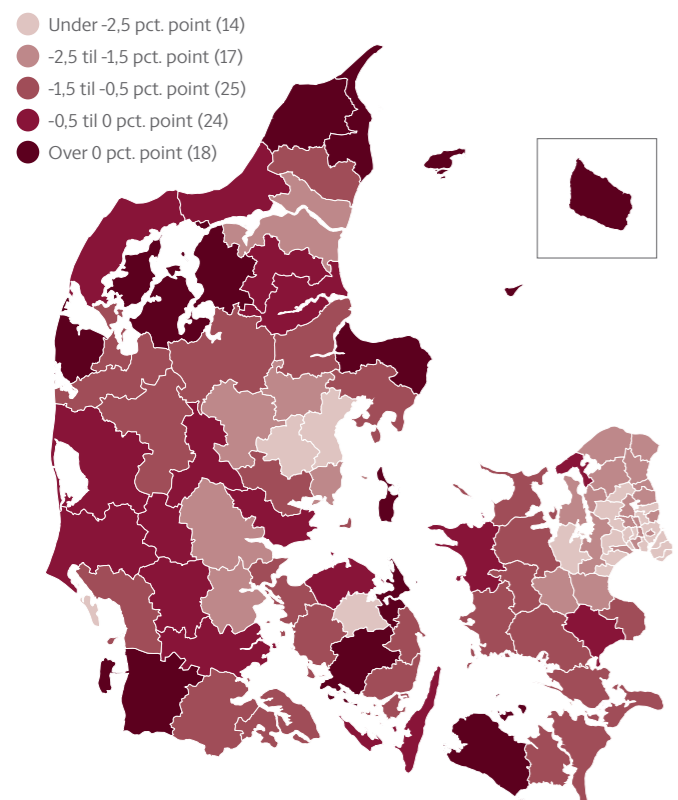 Under -2,5 pct. point (14)
-2,5 til -1,5 pct. point (17)
-1,5 til -0,5 pct. point (25)
-0,5 til 0 pct. point (24)
Over 0 pct. point (18)